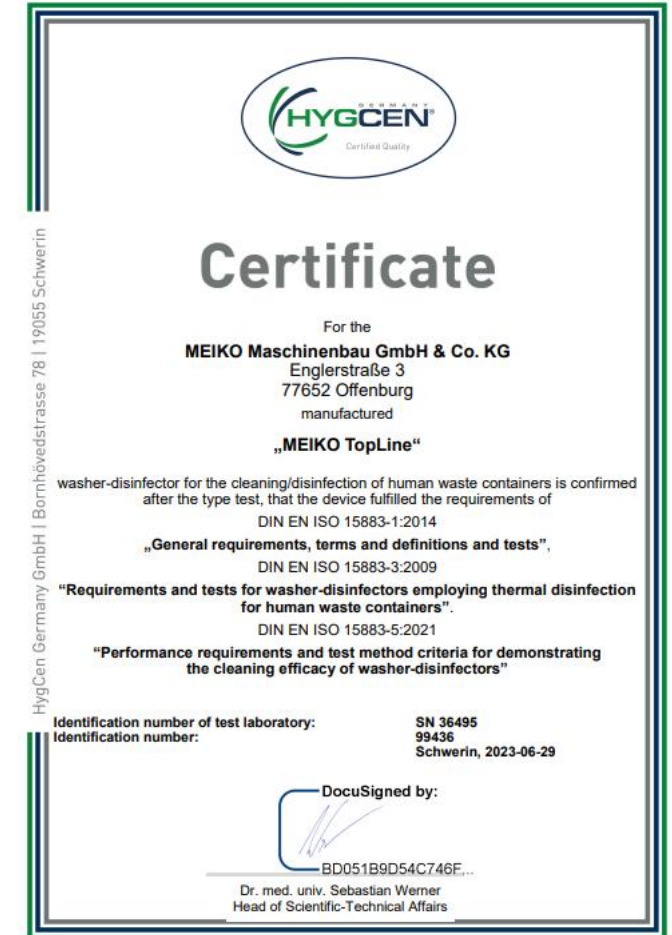 GERMANY
HYGCEN®
Certified Quality
Certificate
For the
MEIKO Maschinenbau GmbH & Co. KG
Englerstraße 3
77652 Offenburg
manufactured
„MEIKO TopLine“
washer-disinfector for the cleaning/disinfection of human waste containers is confirmed
after the type test, that the device fulfilled the requirements of
DIN EN ISO 15883-1:2014
„General requirements, terms and definitions and tests”,
DIN EN ISO 15883-3:2009
“Requirements and tests for washer-disinfectors employing thermal disinfection
for human waste containers”.
DIN EN ISO 15883-5:2021
“Performance requirements and test method criteria for demonstrating
the cleaning efficacy of washer-disinfectors”
Identification number of test laboratory: SN 36495
Identification number: 99436
Schwerin, 2023-06-29
DocuSigned by:
BD051B9D54C746F...
Dr. med. univ. Sebastian Werner
Head of Scientific-Technical Affairs
HygCen Germany GmbH | Bornhövedstrasse 78 | 19055 Schwerin